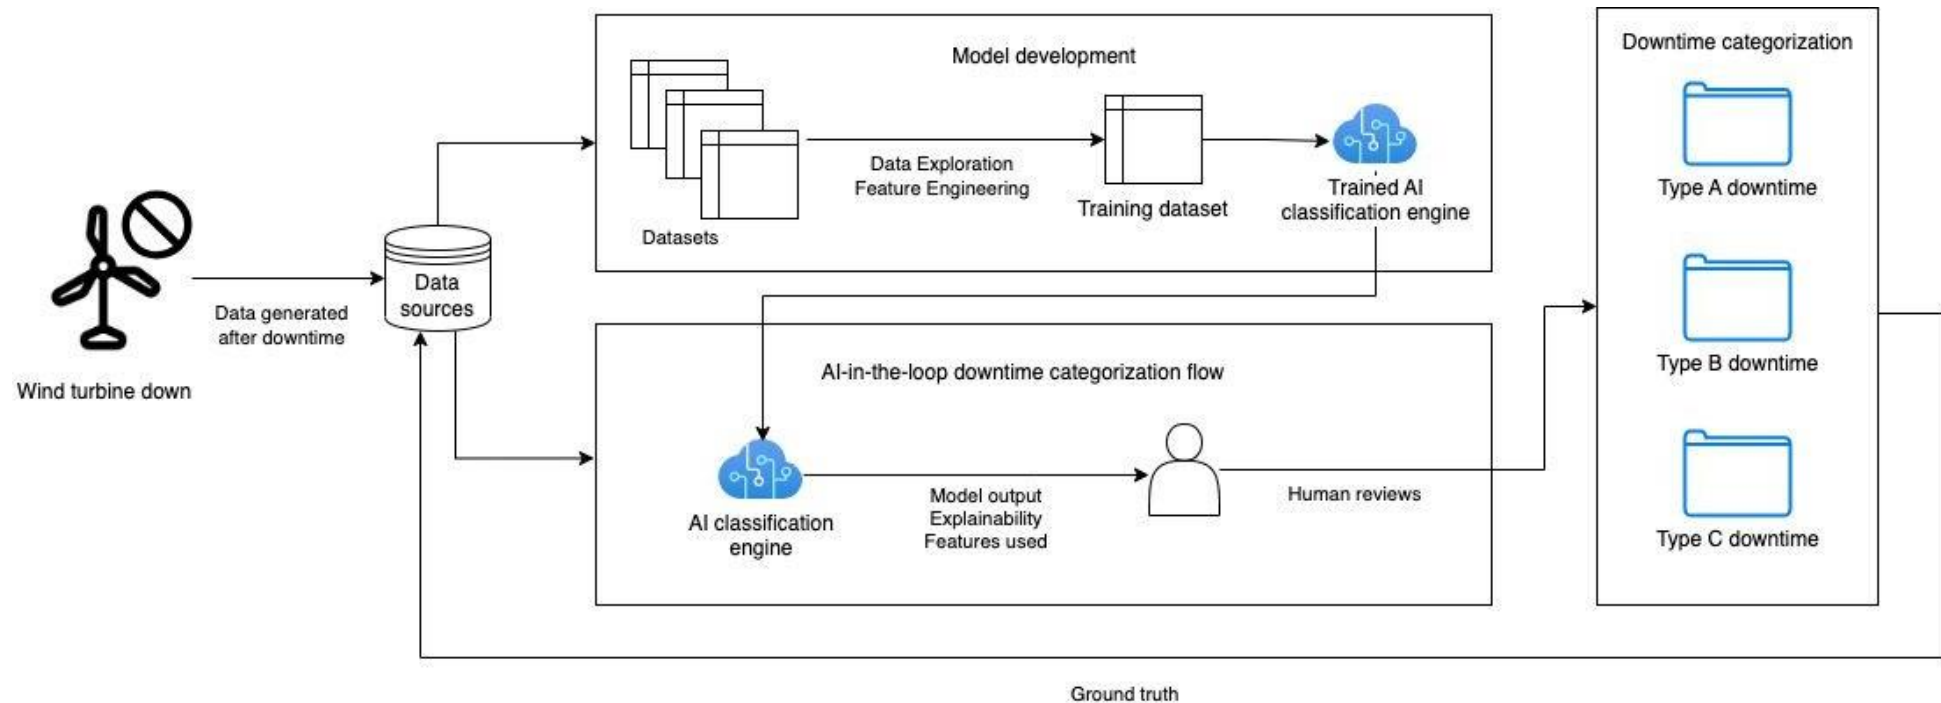 Wind turbine down
Data generated
after downtime
Data
sources
Model development
Datasets
Data Exploration
Feature Engineering
Training dataset
Trained AI
classification engine
AI-in-the-loop downtime categorization flow
AI classification
engine
Model output
Explainability
Features used
Human reviews
Downtime categorization
Type A downtime
Type B downtime
Type C downtime
Ground truth